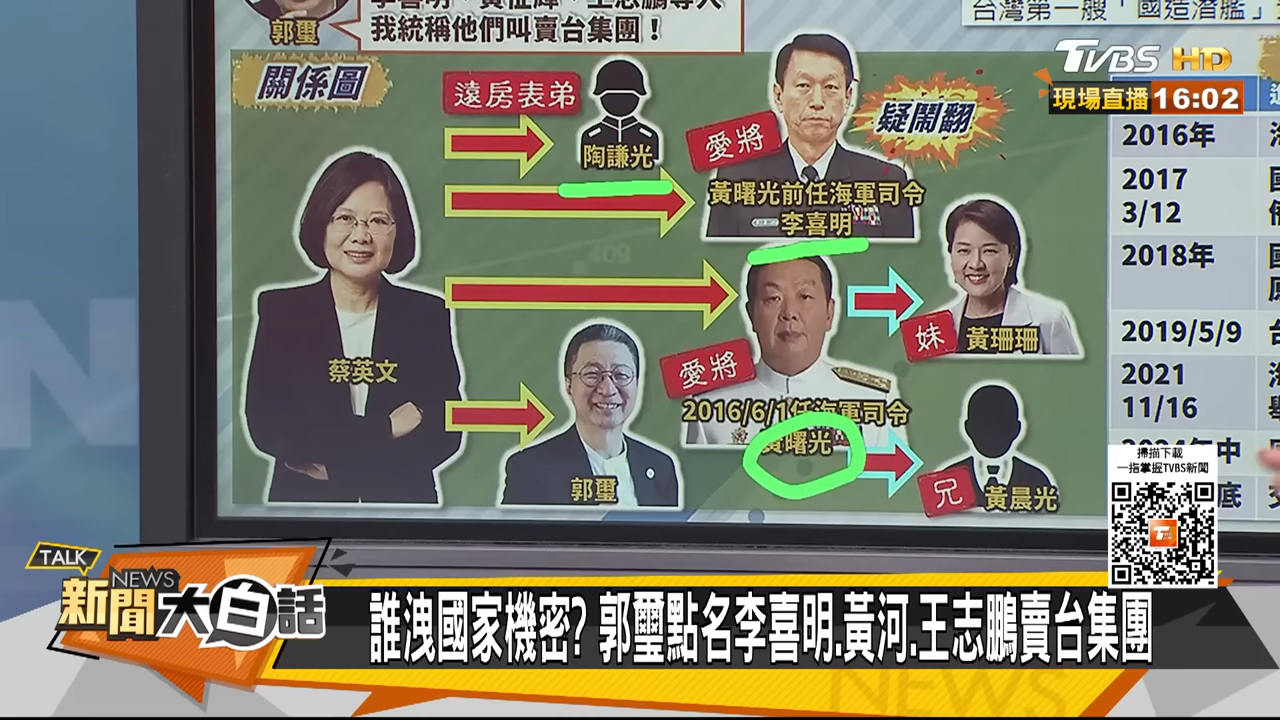 郭璽
我統稱他們叫賣台集團！
台灣第一艘「國造潛艦」
TVBS HD
現場直播 16:02
關係圖
遠房表弟
陶謙光
愛將
疑鬧翻
黃曙光前任海軍司令
李喜明
蔡英文
郭璽
愛將
2016/6/1任海軍司令
黃曙光
妹
黃珊珊
兄
黃晨光
2016年
2017
3/12
2018年
2019/5/9
2021
11/16
底
掃描下載
一指掌握TVBS新聞
TALK
NEWS
新聞大白話
誰洩國家機密? 郭璽點名李喜明.黃河.王志鵬賣台集團
NEWS